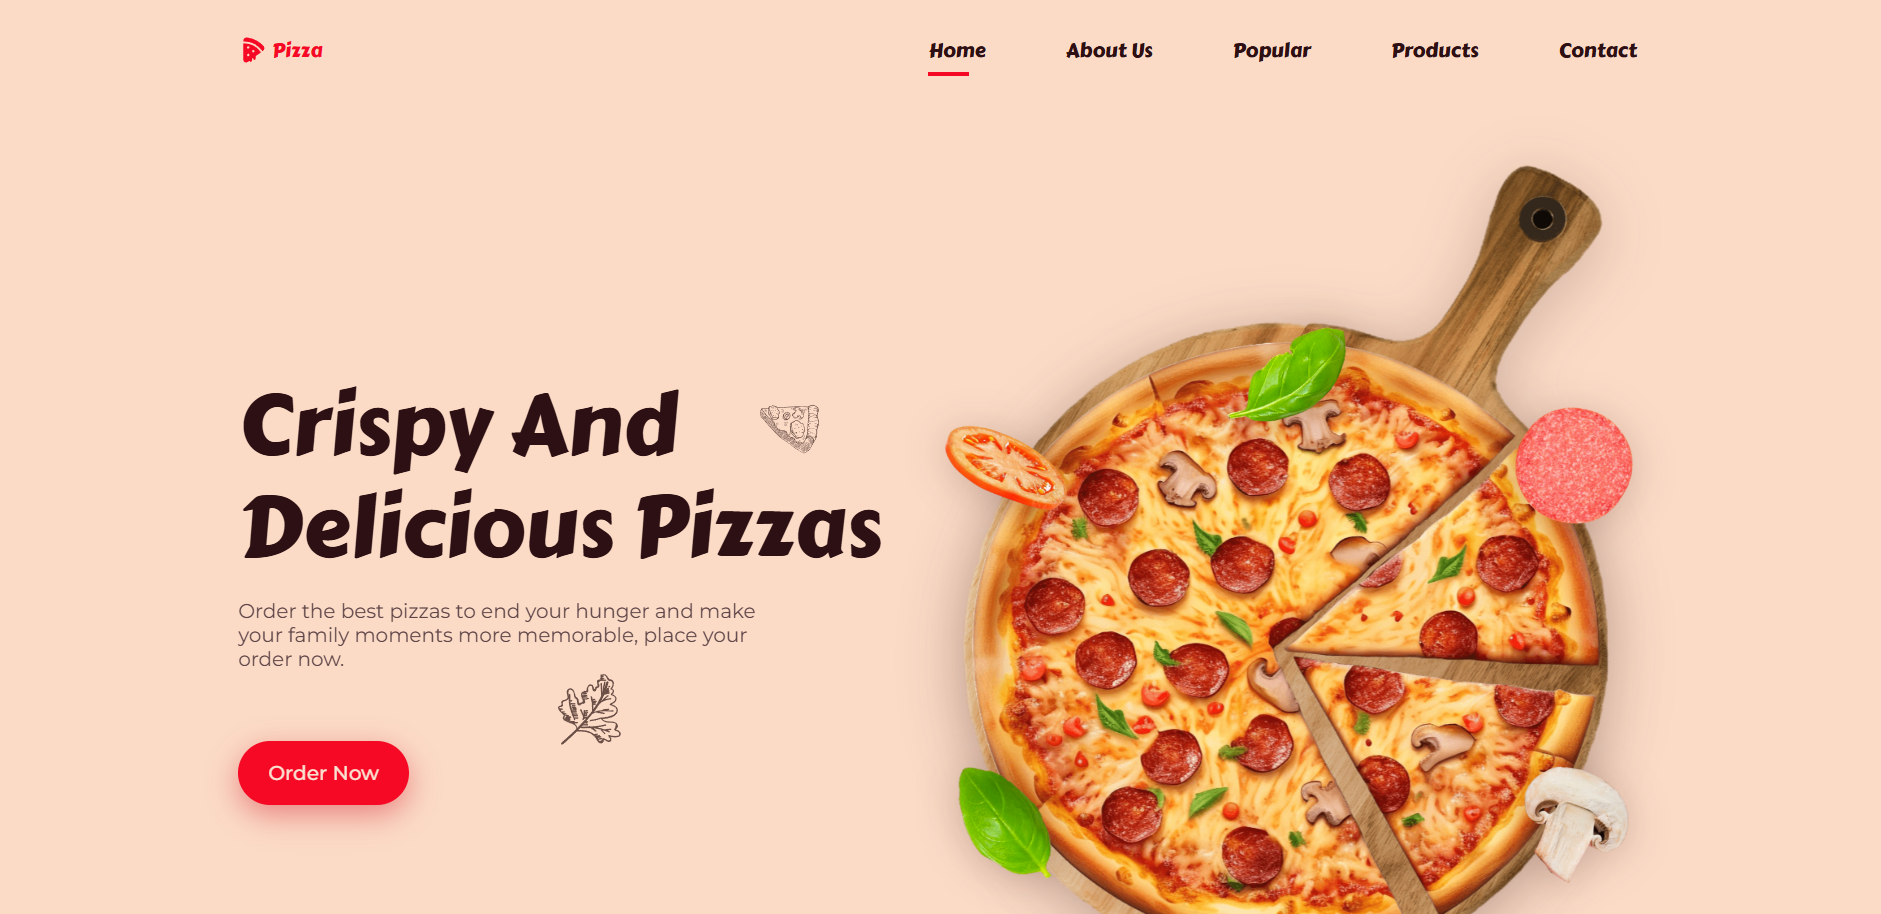 Pizza
Home
About Us
Popular
Products
Contact
Crispy And
Delicious Pizzas
Order the best pizzas to end your hunger and make
your family moments more memorable, place your
order now.
Order Now